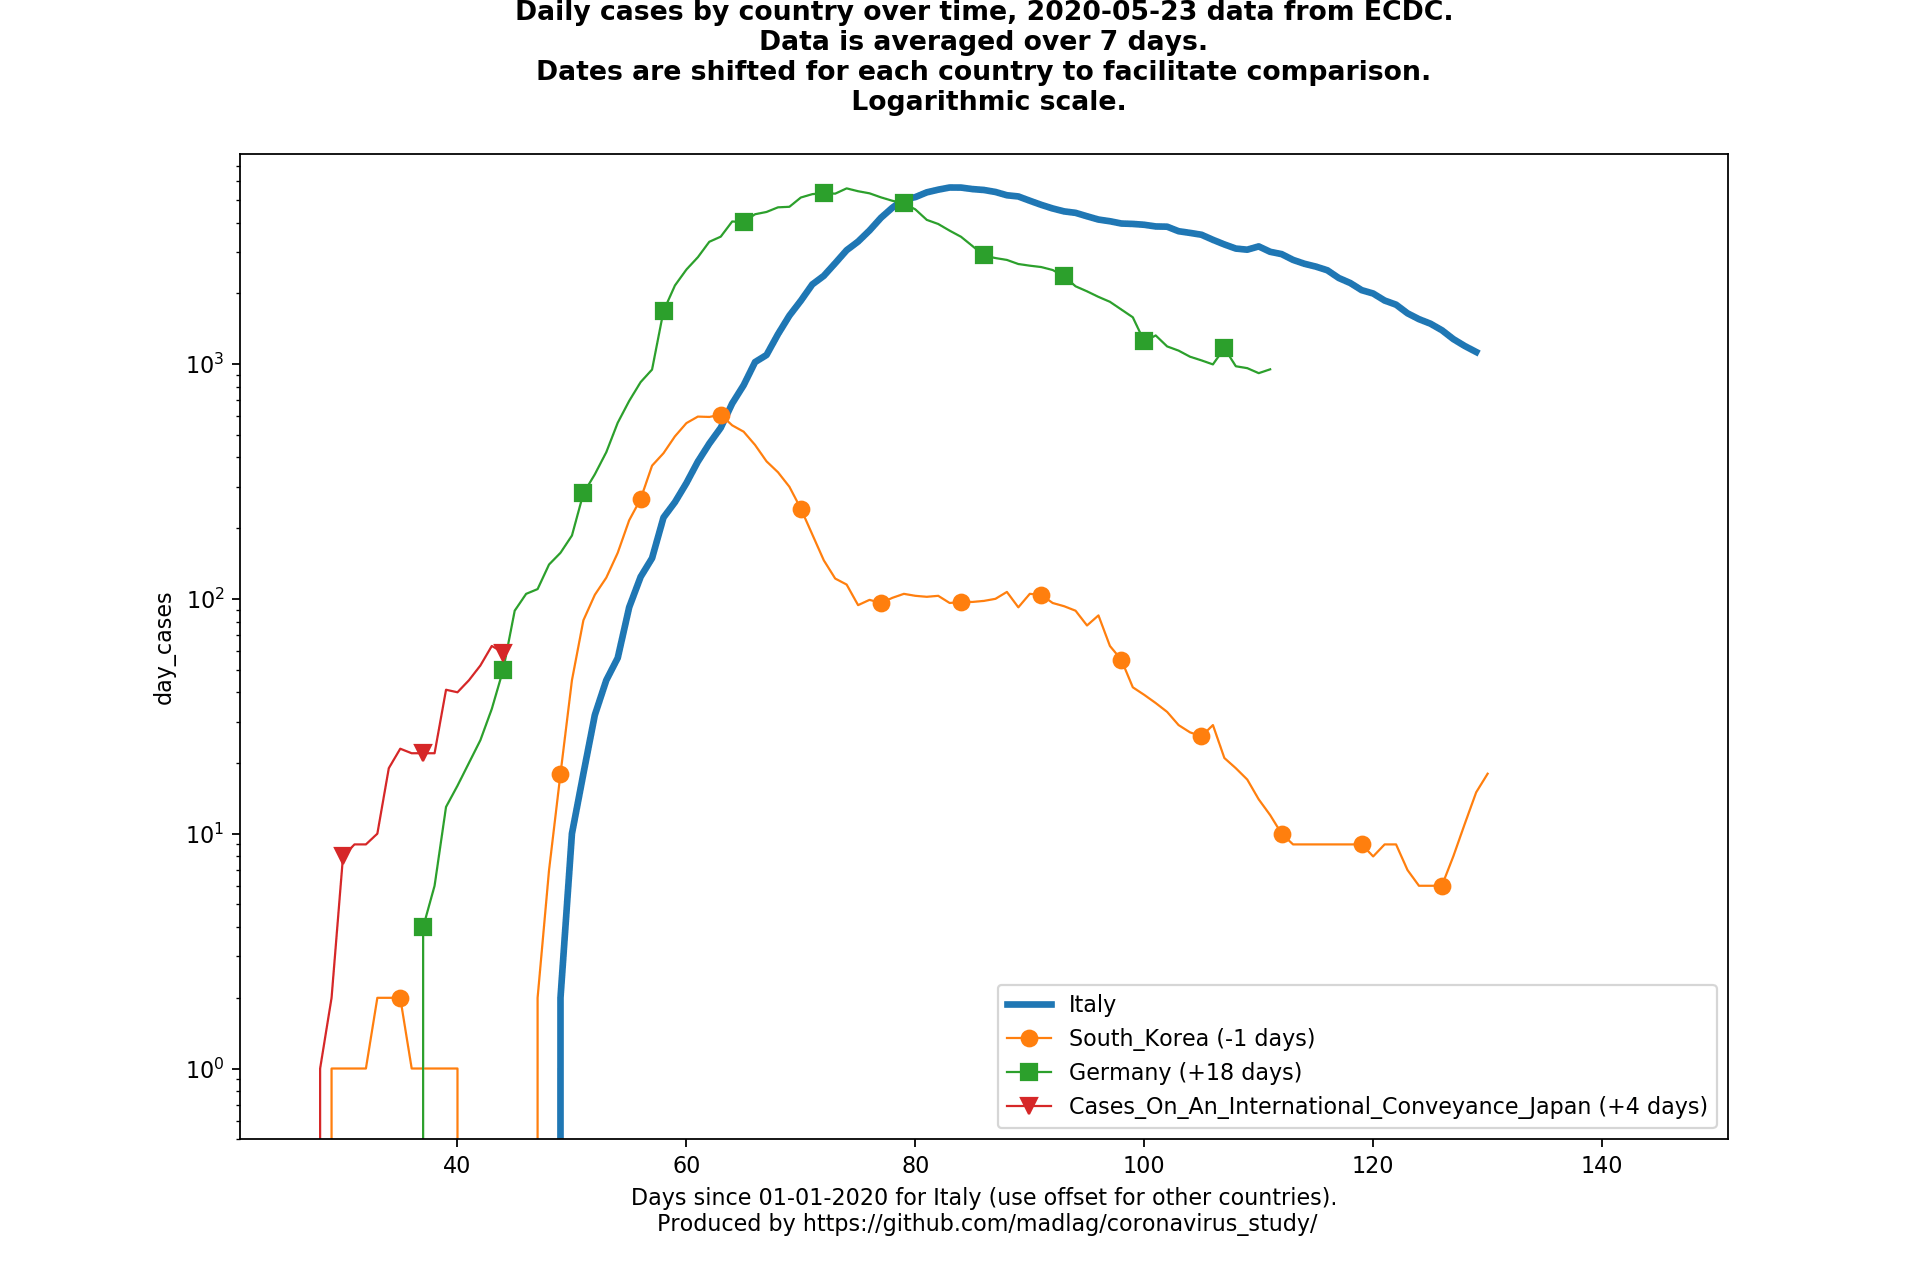 Daily cases by country over time, 2020-05-23 data from ECDC.
Data is averaged over 7 days.
Dates are shifted for each country to facilitate comparison.
Logarithmic scale.
day_cases
10³
10²
10¹
10⁰
40 60 80 100 120 140
Italy
South_Korea (-1 days)
Germany (+18 days)
Cases_On_An_International_Conveyance_Japan (+4 days)
Days since 01-01-2020 for Italy (use offset for other countries).
Produced by https://github.com/madlag/coronavirus_study/